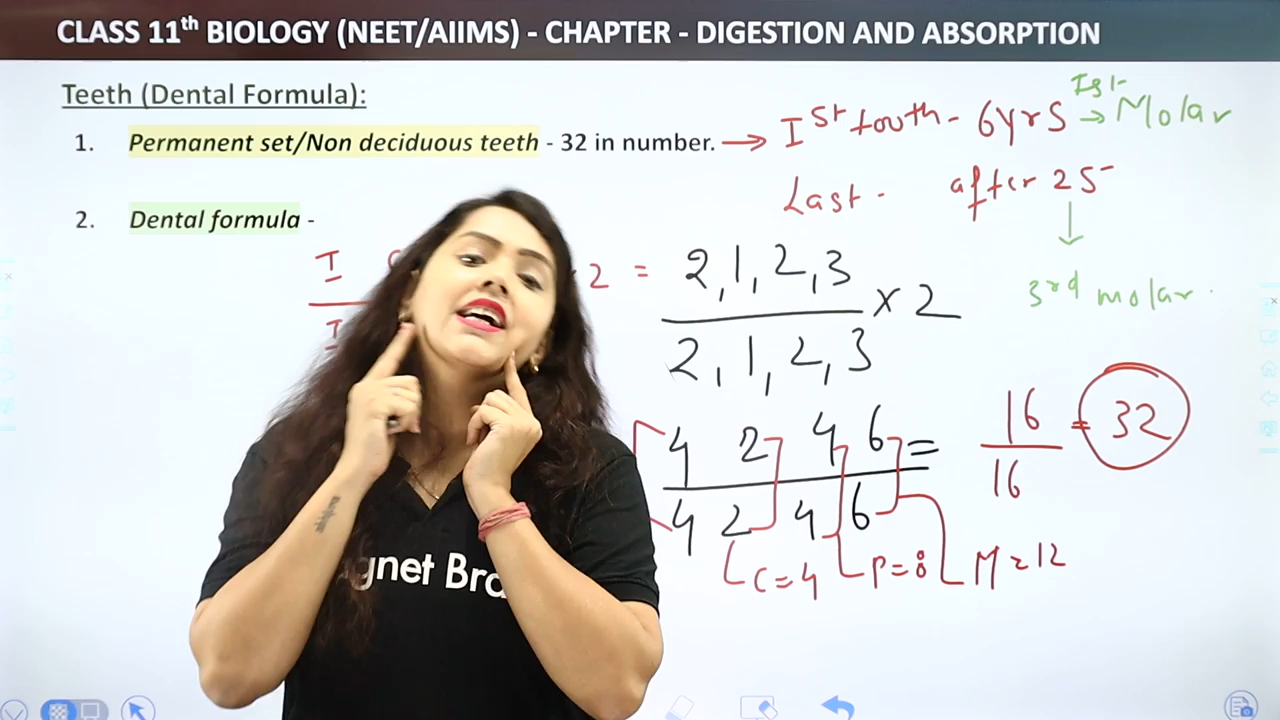 CLASS 11th BIOLOGY (NEET/AIIMS) - CHAPTER - DIGESTION AND ABSORPTION
Teeth (Dental Formula):
1. Permanent set/Non deciduous teeth - 32 in number. → Ist tooth - 6yrs → Ist Molar
Last - after 25
↓
3rd molar.
2. Dental formula -
I
I
2 = 2,1,2,3 × 2
2,1,2,3
4 2 4 6 = 16 = 32
4 2 4 6 16
C=4 P=8 M=12
gnet Bra